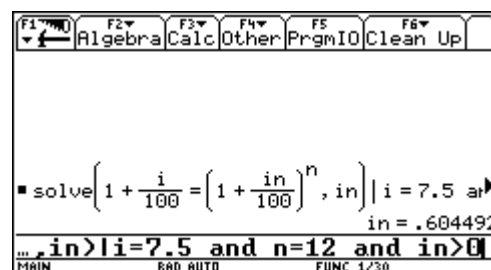 F1 F2 Algebra F3 Calc F4 Other F5 PrgmIO F6 Clean Up
solve(1 + i/100 = (1 + in/100)^n, in) | i = 7.5 ar
in = .604492
…,in)|i=7.5 and n=12 and in>0
MAIN RAD AUTO FUNC 1/30